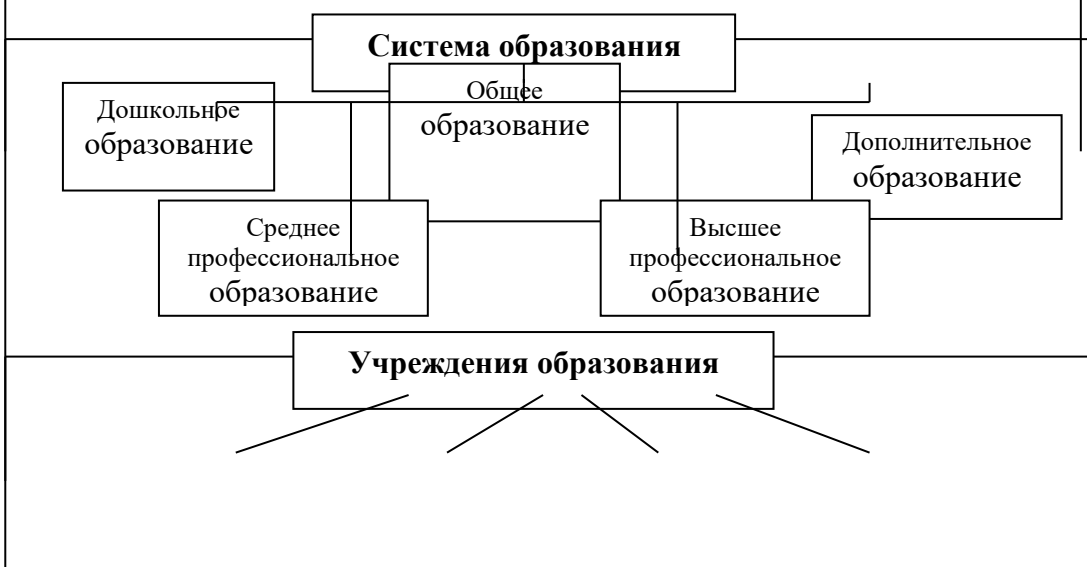 Система образования
Дошкольное
образование
Общее
образование
Дополнительное
образование
Среднее
профессиональное
образование
Высшее
профессиональное
образование
Учреждения образования